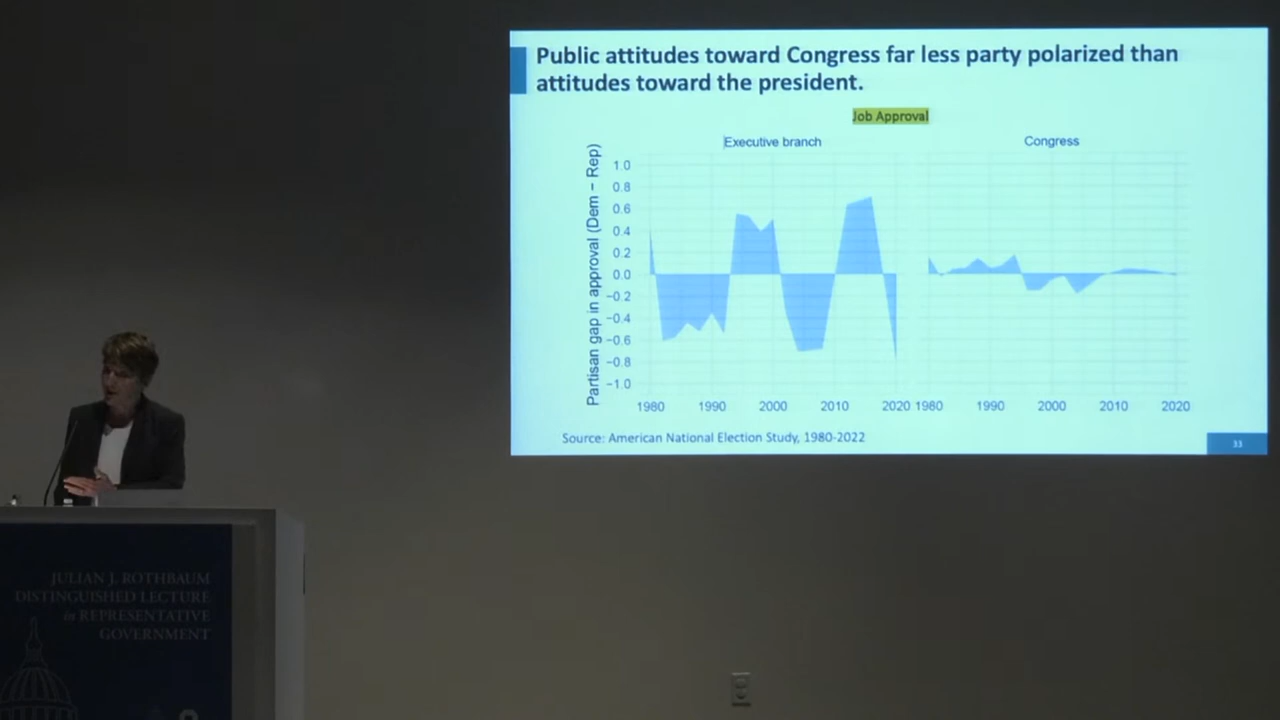 Public attitudes toward Congress far less party polarized than
attitudes toward the president.
Job Approval
Executive branch
Congress
Partisan gap in approval (Dem − Rep)
1.0
0.8
0.6
0.4
0.2
0.0
−0.2
−0.4
−0.6
−0.8
−1.0
1980 1990 2000 2010 2020
1980 1990 2000 2010 2020
Source: American National Election Study, 1980-2022
33
JULIAN J. ROTHBAUM
DISTINGUISHED LECTURE
in REPRESENTATIVE
GOVERNMENT